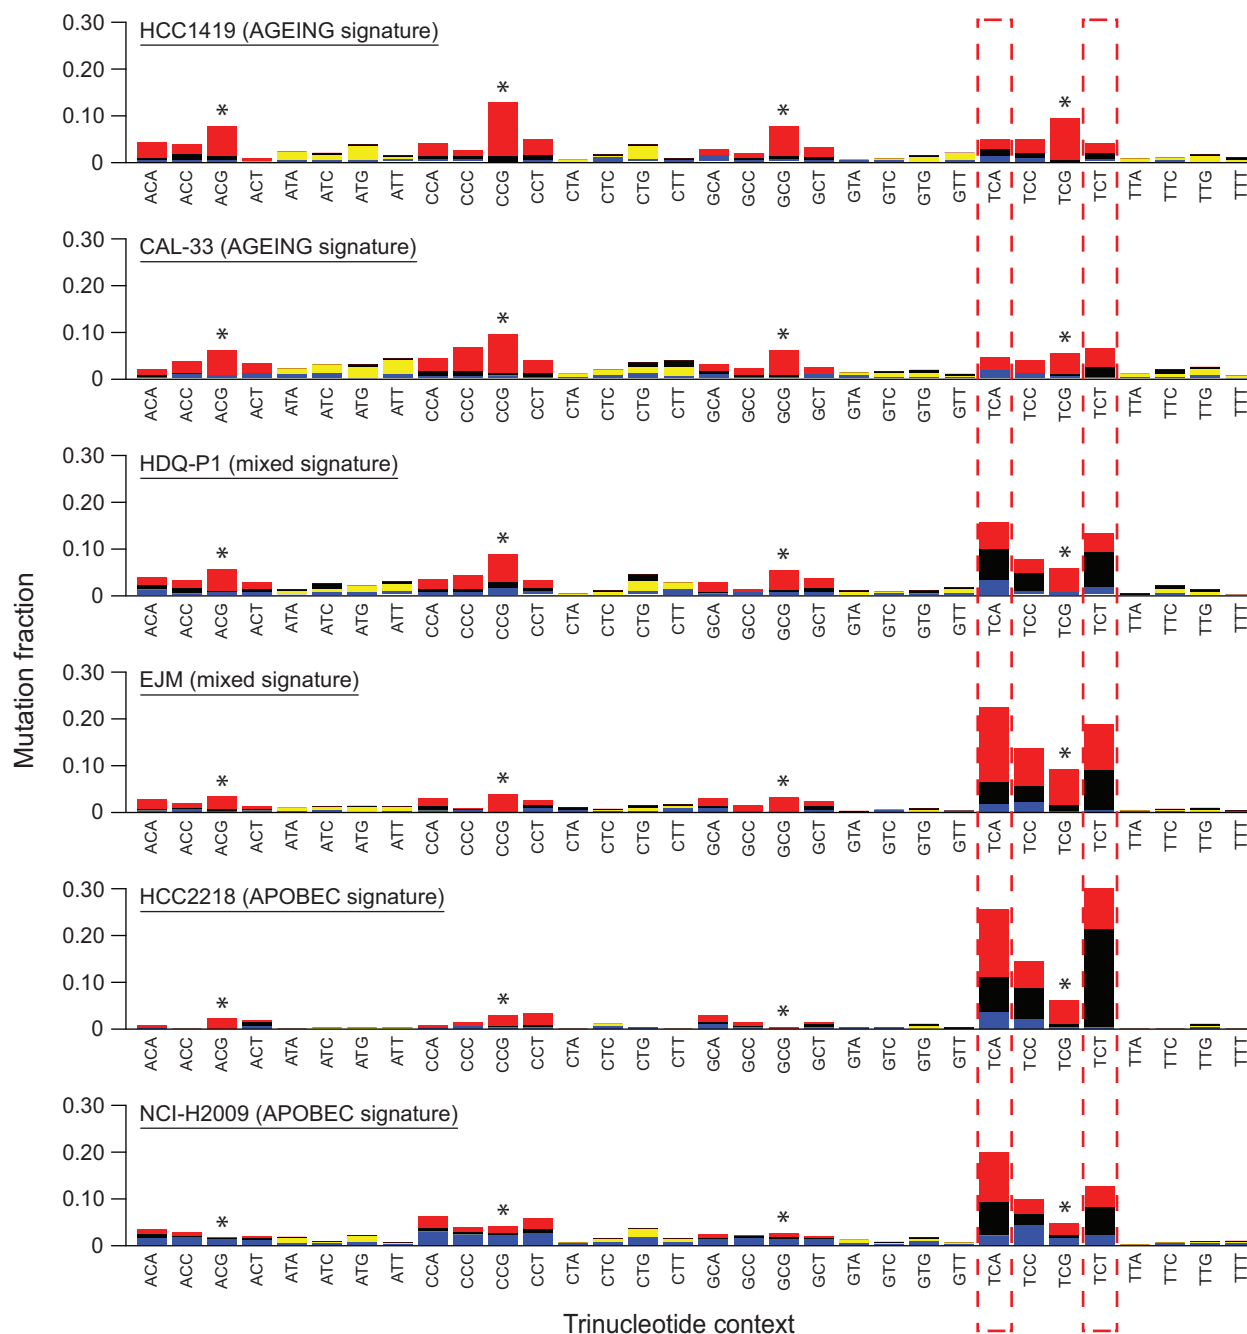 Mutation fraction
HCC1419 (AGEING signature)
0.30
0.20
0.10
0
* * * *
ACA ACC ACG ACT ATA ATC ATG ATT CCA CCC CCG CCT CTA CTC CTG CTT GCA GCC GCG GCT GTA GTC GTG GTT TCA TCC TCG TCT TTA TTC TTG TTT
CAL-33 (AGEING signature)
0.30
0.20
0.10
0
* * * *
ACA ACC ACG ACT ATA ATC ATG ATT CCA CCC CCG CCT CTA CTC CTG CTT GCA GCC GCG GCT GTA GTC GTG GTT TCA TCC TCG TCT TTA TTC TTG TTT
HDQ-P1 (mixed signature)
0.30
0.20
0.10
0
* * * *
ACA ACC ACG ACT ATA ATC ATG ATT CCA CCC CCG CCT CTA CTC CTG CTT GCA GCC GCG GCT GTA GTC GTG GTT TCA TCC TCG TCT TTA TTC TTG TTT
EJM (mixed signature)
0.30
0.20
0.10
0
* * * *
ACA ACC ACG ACT ATA ATC ATG ATT CCA CCC CCG CCT CTA CTC CTG CTT GCA GCC GCG GCT GTA GTC GTG GTT TCA TCC TCG TCT TTA TTC TTG TTT
HCC2218 (APOBEC signature)
0.30
0.20
0.10
0
* * * *
ACA ACC ACG ACT ATA ATC ATG ATT CCA CCC CCG CCT CTA CTC CTG CTT GCA GCC GCG GCT GTA GTC GTG GTT TCA TCC TCG TCT TTA TTC TTG TTT
NCI-H2009 (APOBEC signature)
0.30
0.20
0.10
0
* * * *
ACA ACC ACG ACT ATA ATC ATG ATT CCA CCC CCG CCT CTA CTC CTG CTT GCA GCC GCG GCT GTA GTC GTG GTT TCA TCC TCG TCT TTA TTC TTG TTT
Trinucleotide context